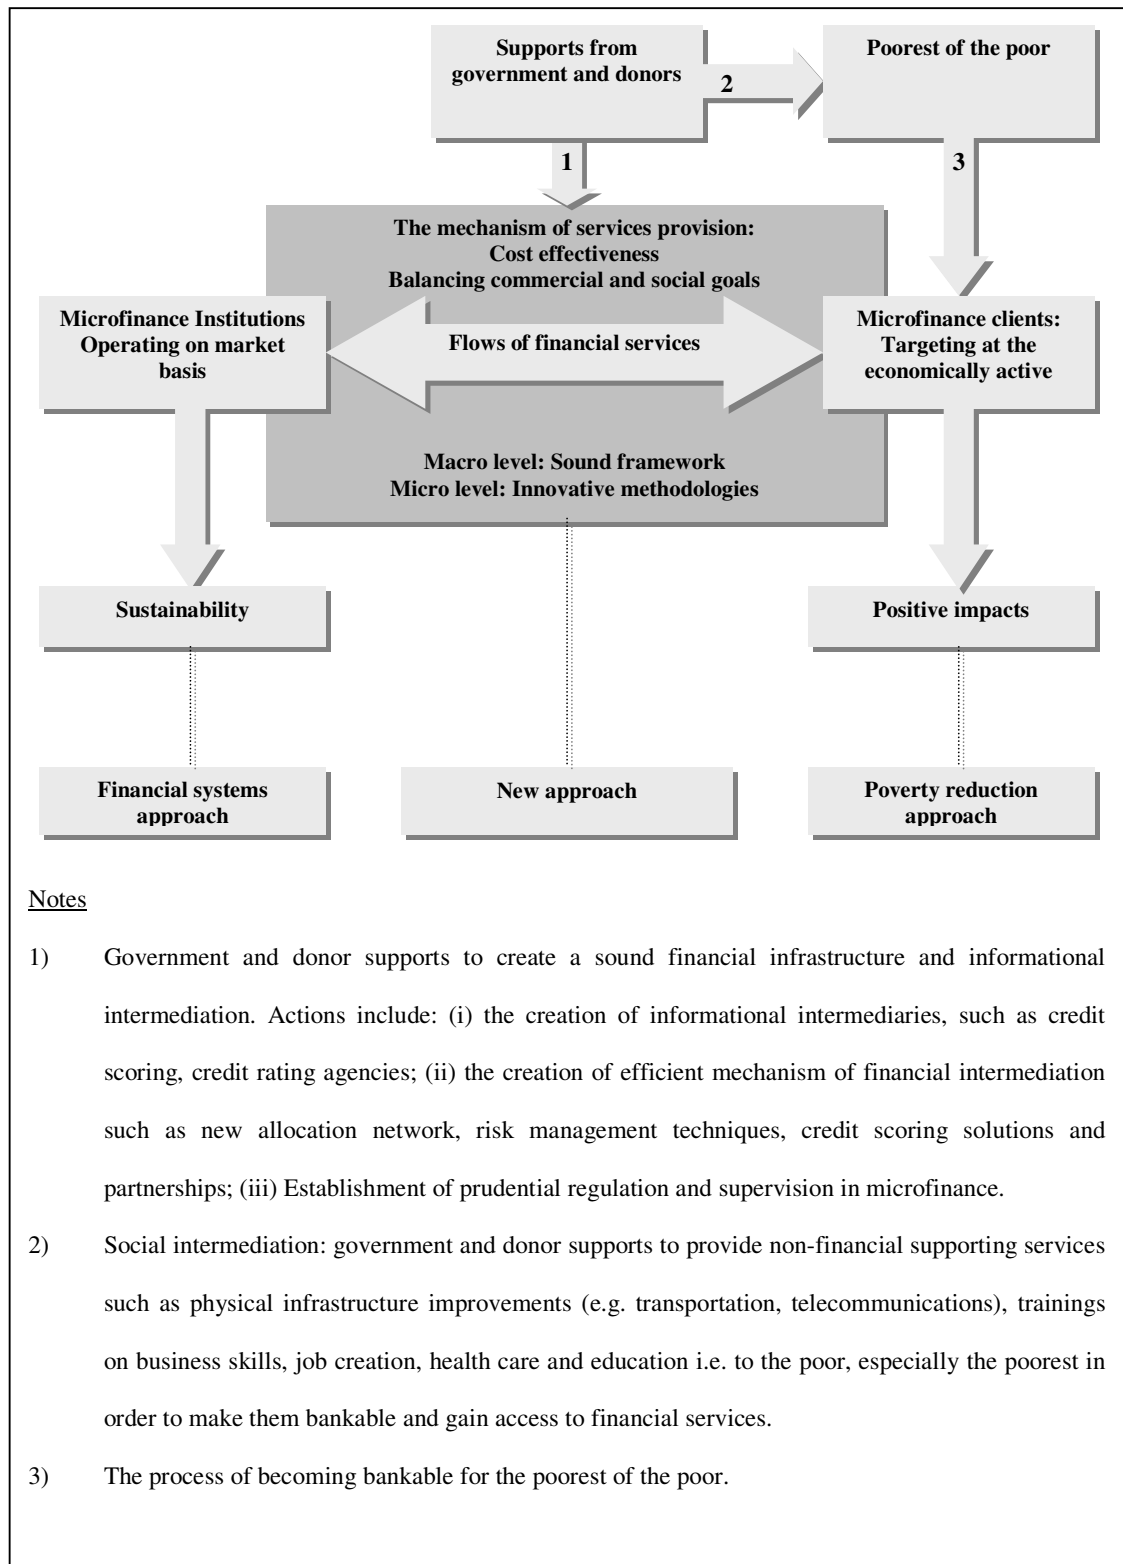 Supports from
government and donors
Poorest of the poor
2
1
3
The mechanism of services provision:
Cost effectiveness
Balancing commercial and social goals
Microfinance Institutions
Operating on market
basis
Flows of financial services
Microfinance clients:
Targeting at the
economically active
Macro level: Sound framework
Micro level: Innovative methodologies
Sustainability
Positive impacts
Financial systems
approach
New approach
Poverty reduction
approach
Notes
1) Government and donor supports to create a sound financial infrastructure and informational
intermediation. Actions include: (i) the creation of informational intermediaries, such as credit
scoring, credit rating agencies; (ii) the creation of efficient mechanism of financial intermediation
such as new allocation network, risk management techniques, credit scoring solutions and
partnerships; (iii) Establishment of prudential regulation and supervision in microfinance.
2) Social intermediation: government and donor supports to provide non-financial supporting services
such as physical infrastructure improvements (e.g. transportation, telecommunications), trainings
on business skills, job creation, health care and education i.e. to the poor, especially the poorest in
order to make them bankable and gain access to financial services.
3) The process of becoming bankable for the poorest of the poor.